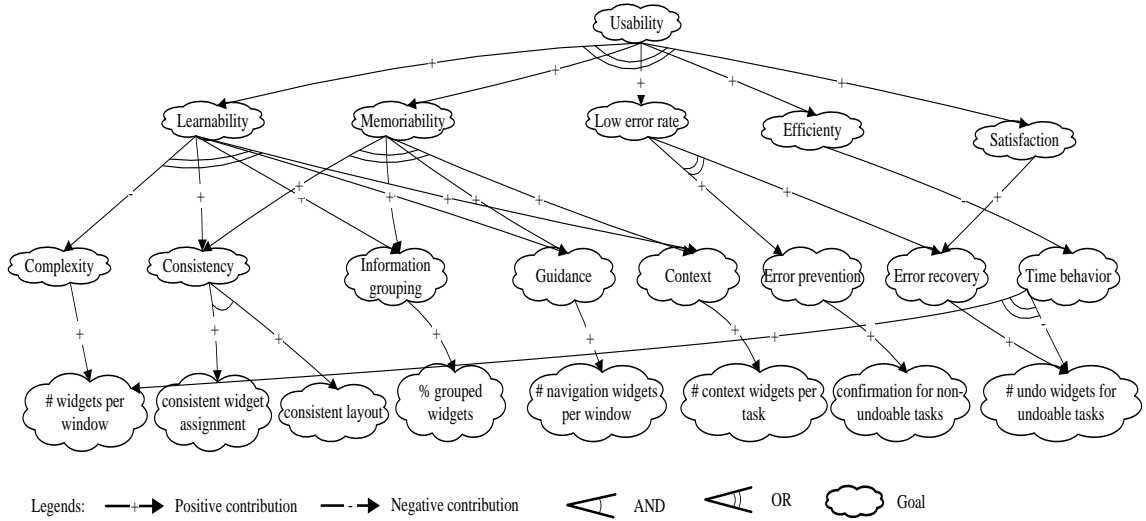 Usability
Learnability
Memoriability
Low error rate
Efficienty
Satisfaction
Complexity
Consistency
Information
grouping
Guidance
Context
Error prevention
Error recovery
Time behavior
# widgets per
window
consistent widget
assignment
consistent layout
% grouped
widgets
# navigation widgets
per window
# context widgets per
task
confirmation for non-
undoable tasks
# undo widgets for
undoable tasks
Legends:
+ Positive contribution
- Negative contribution
AND
OR
Goal